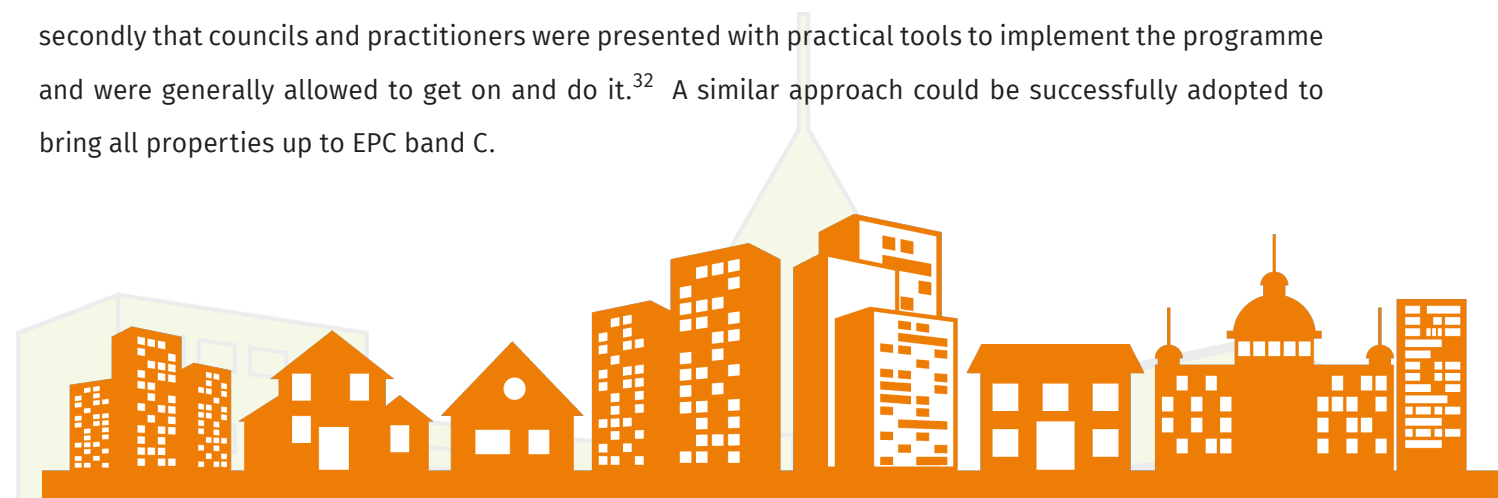 secondly that councils and practitioners were presented with practical tools to implement the programme
and were generally allowed to get on and do it.32 A similar approach could be successfully adopted to
bring all properties up to EPC band C.